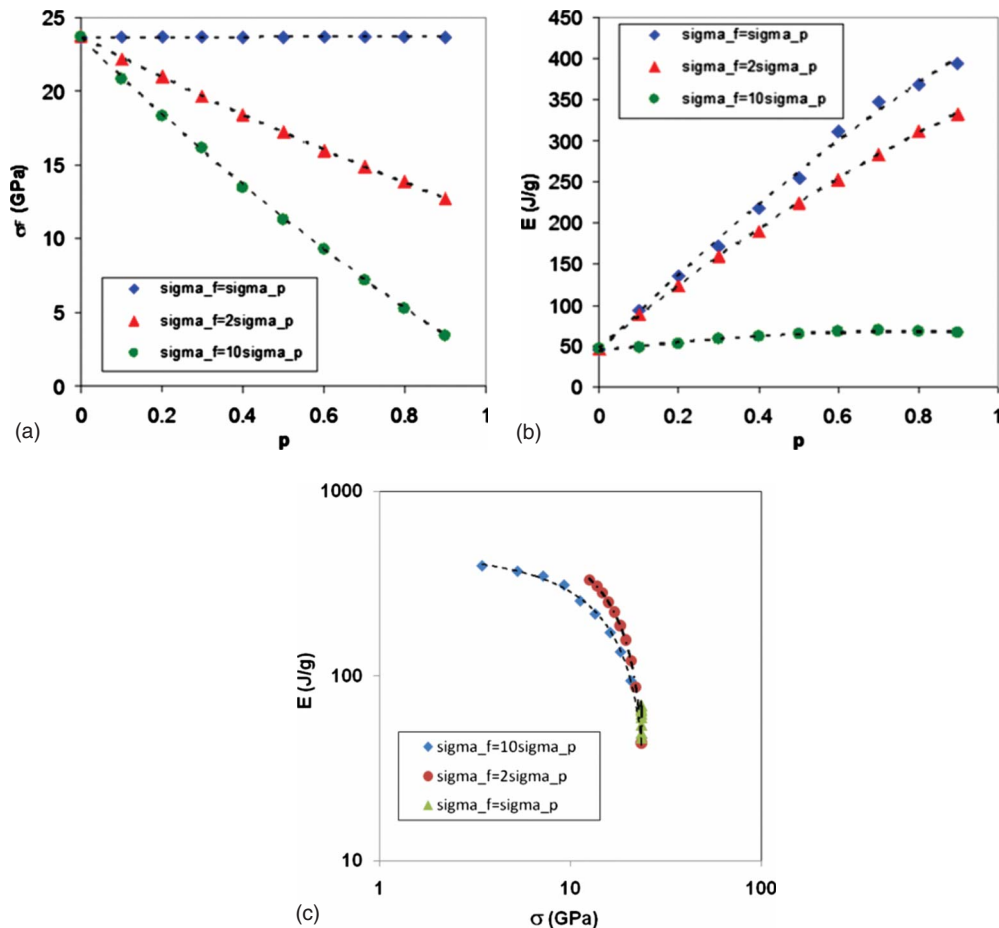 25
20
15
10
5
0
σF (GPa)
sigma_f=sigma_p
sigma_f=2sigma_p
sigma_f=10sigma_p
0 0.2 0.4 0.6 0.8 1
p
(a)
450
400
350
300
250
200
150
100
50
0
E (J/g)
sigma_f=sigma_p
sigma_f=2sigma_p
sigma_f=10sigma_p
0 0.2 0.4 0.6 0.8 1
p
(b)
1000
100
10
E (J/g)
sigma_f=10sigma_p
sigma_f=2sigma_p
sigma_f=sigma_p
1 10 100
σ (GPa)
(c)